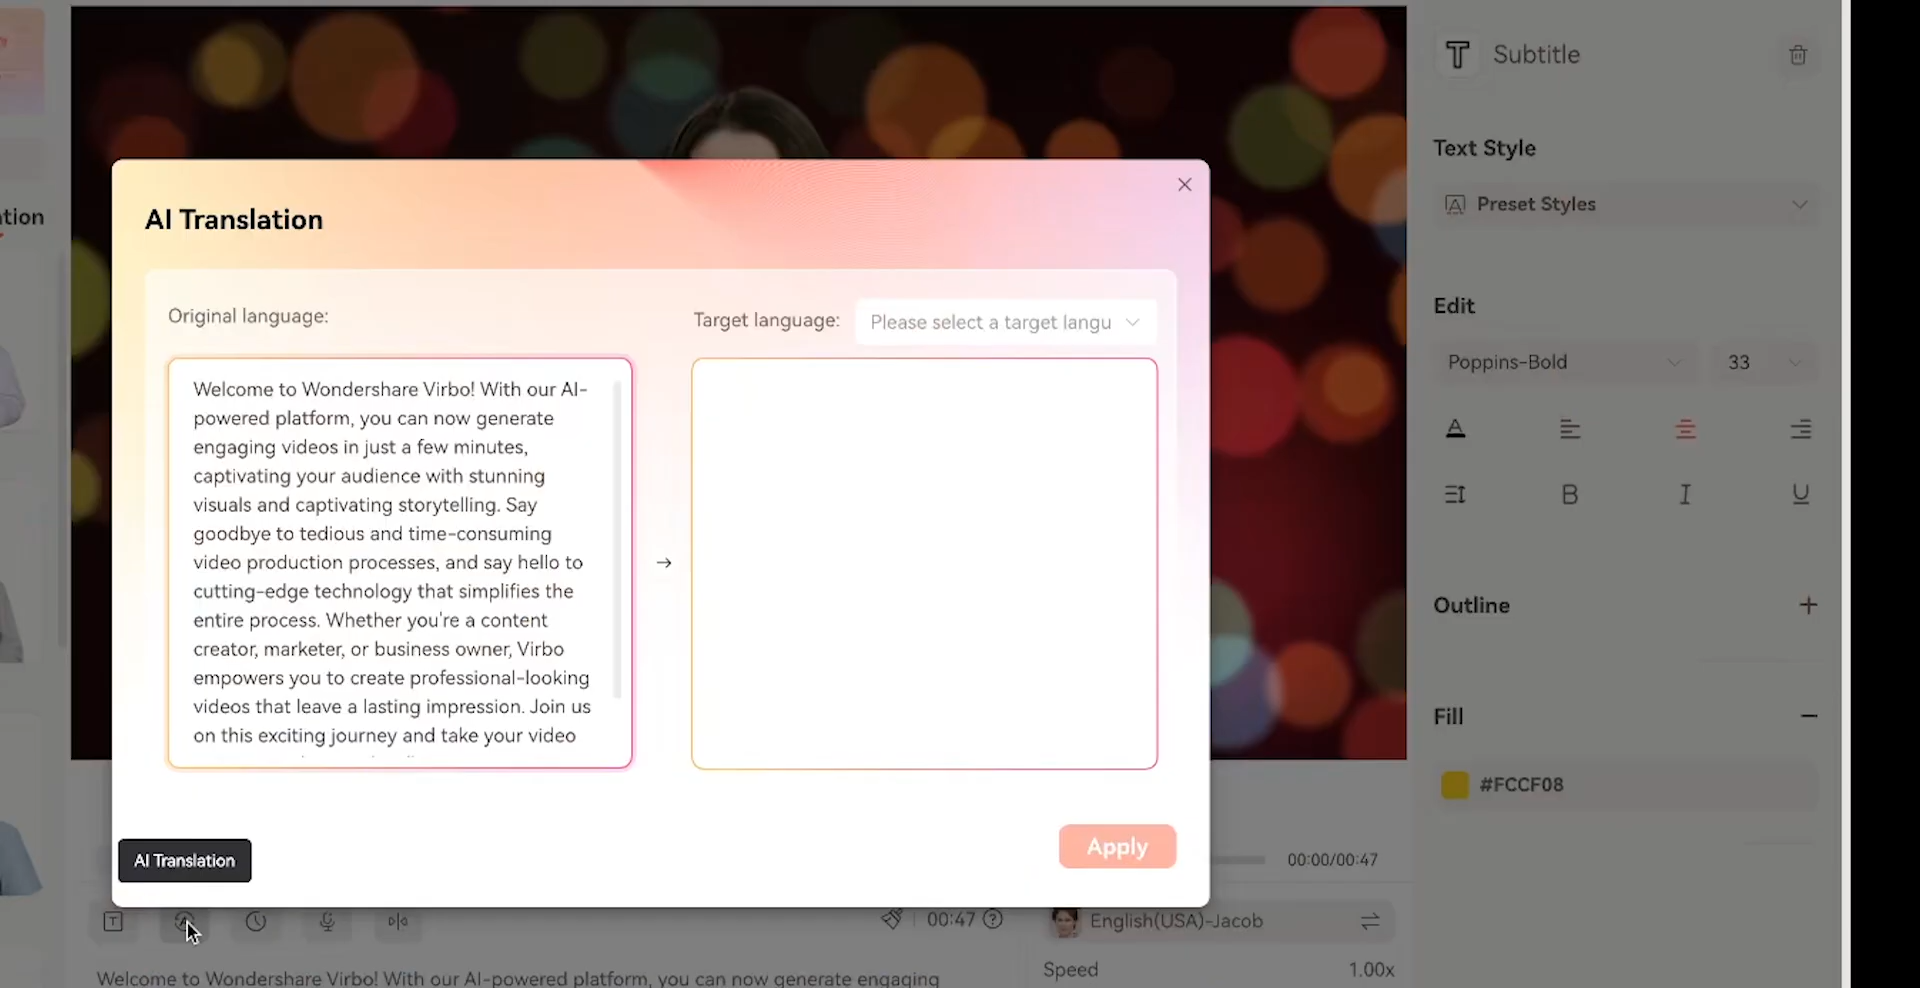 Subtitle
Text Style
Preset Styles
Edit
Poppins-Bold
33
B
I
U
Outline
Fill
#FCCF08
AI Translation
Original language:
Target language:
Please select a target langu
Welcome to Wondershare Virbo! With our AI-
powered platform, you can now generate
engaging videos in just a few minutes,
captivating your audience with stunning
visuals and captivating storytelling. Say
goodbye to tedious and time-consuming
video production processes, and say hello to
cutting-edge technology that simplifies the
entire process. Whether you're a content
creator, marketer, or business owner, Virbo
empowers you to create professional-looking
videos that leave a lasting impression. Join us
on this exciting journey and take your video
Apply
AI Translation
00:00/00:47
00:47
English(USA)-Jacob
Speed
1.00x
Welcome to Wondershare Virbo! With our AI-powered platform, you can now generate engaging